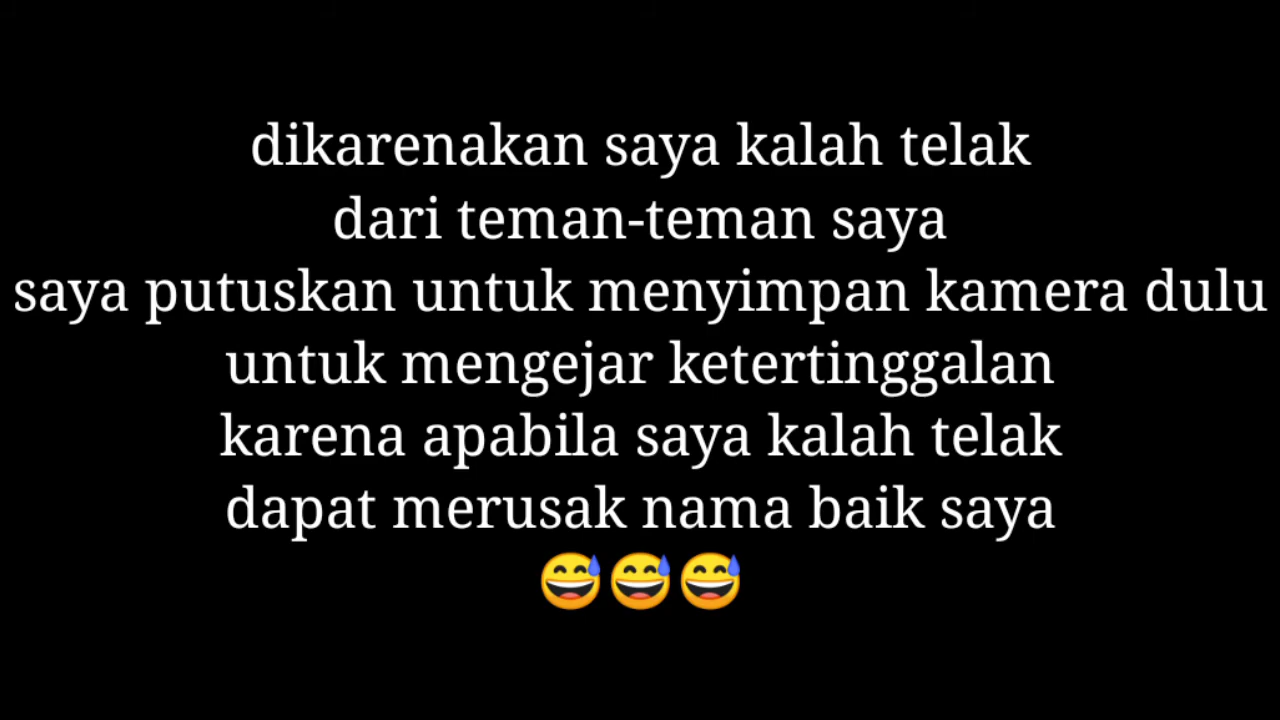 dikarenakan saya kalah telak
dari teman-teman saya
saya putuskan untuk menyimpan kamera dulu
untuk mengejar ketertinggalan
karena apabila saya kalah telak
dapat merusak nama baik saya
😅😅😅